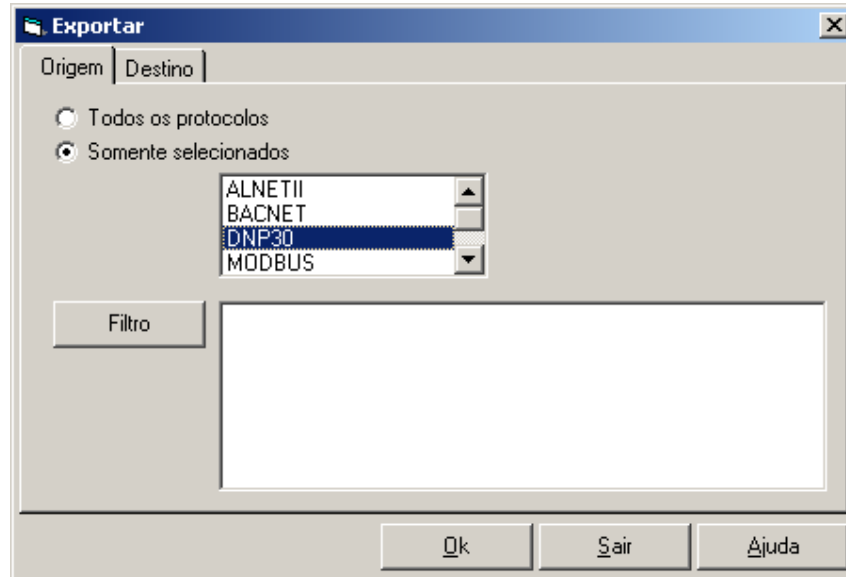 Exportar
Origem Destino
Todos os protocolos
Somente selecionados
ALNETII
BACNET
DNP30
MODBUS
Filtro
Ok Sair Ajuda